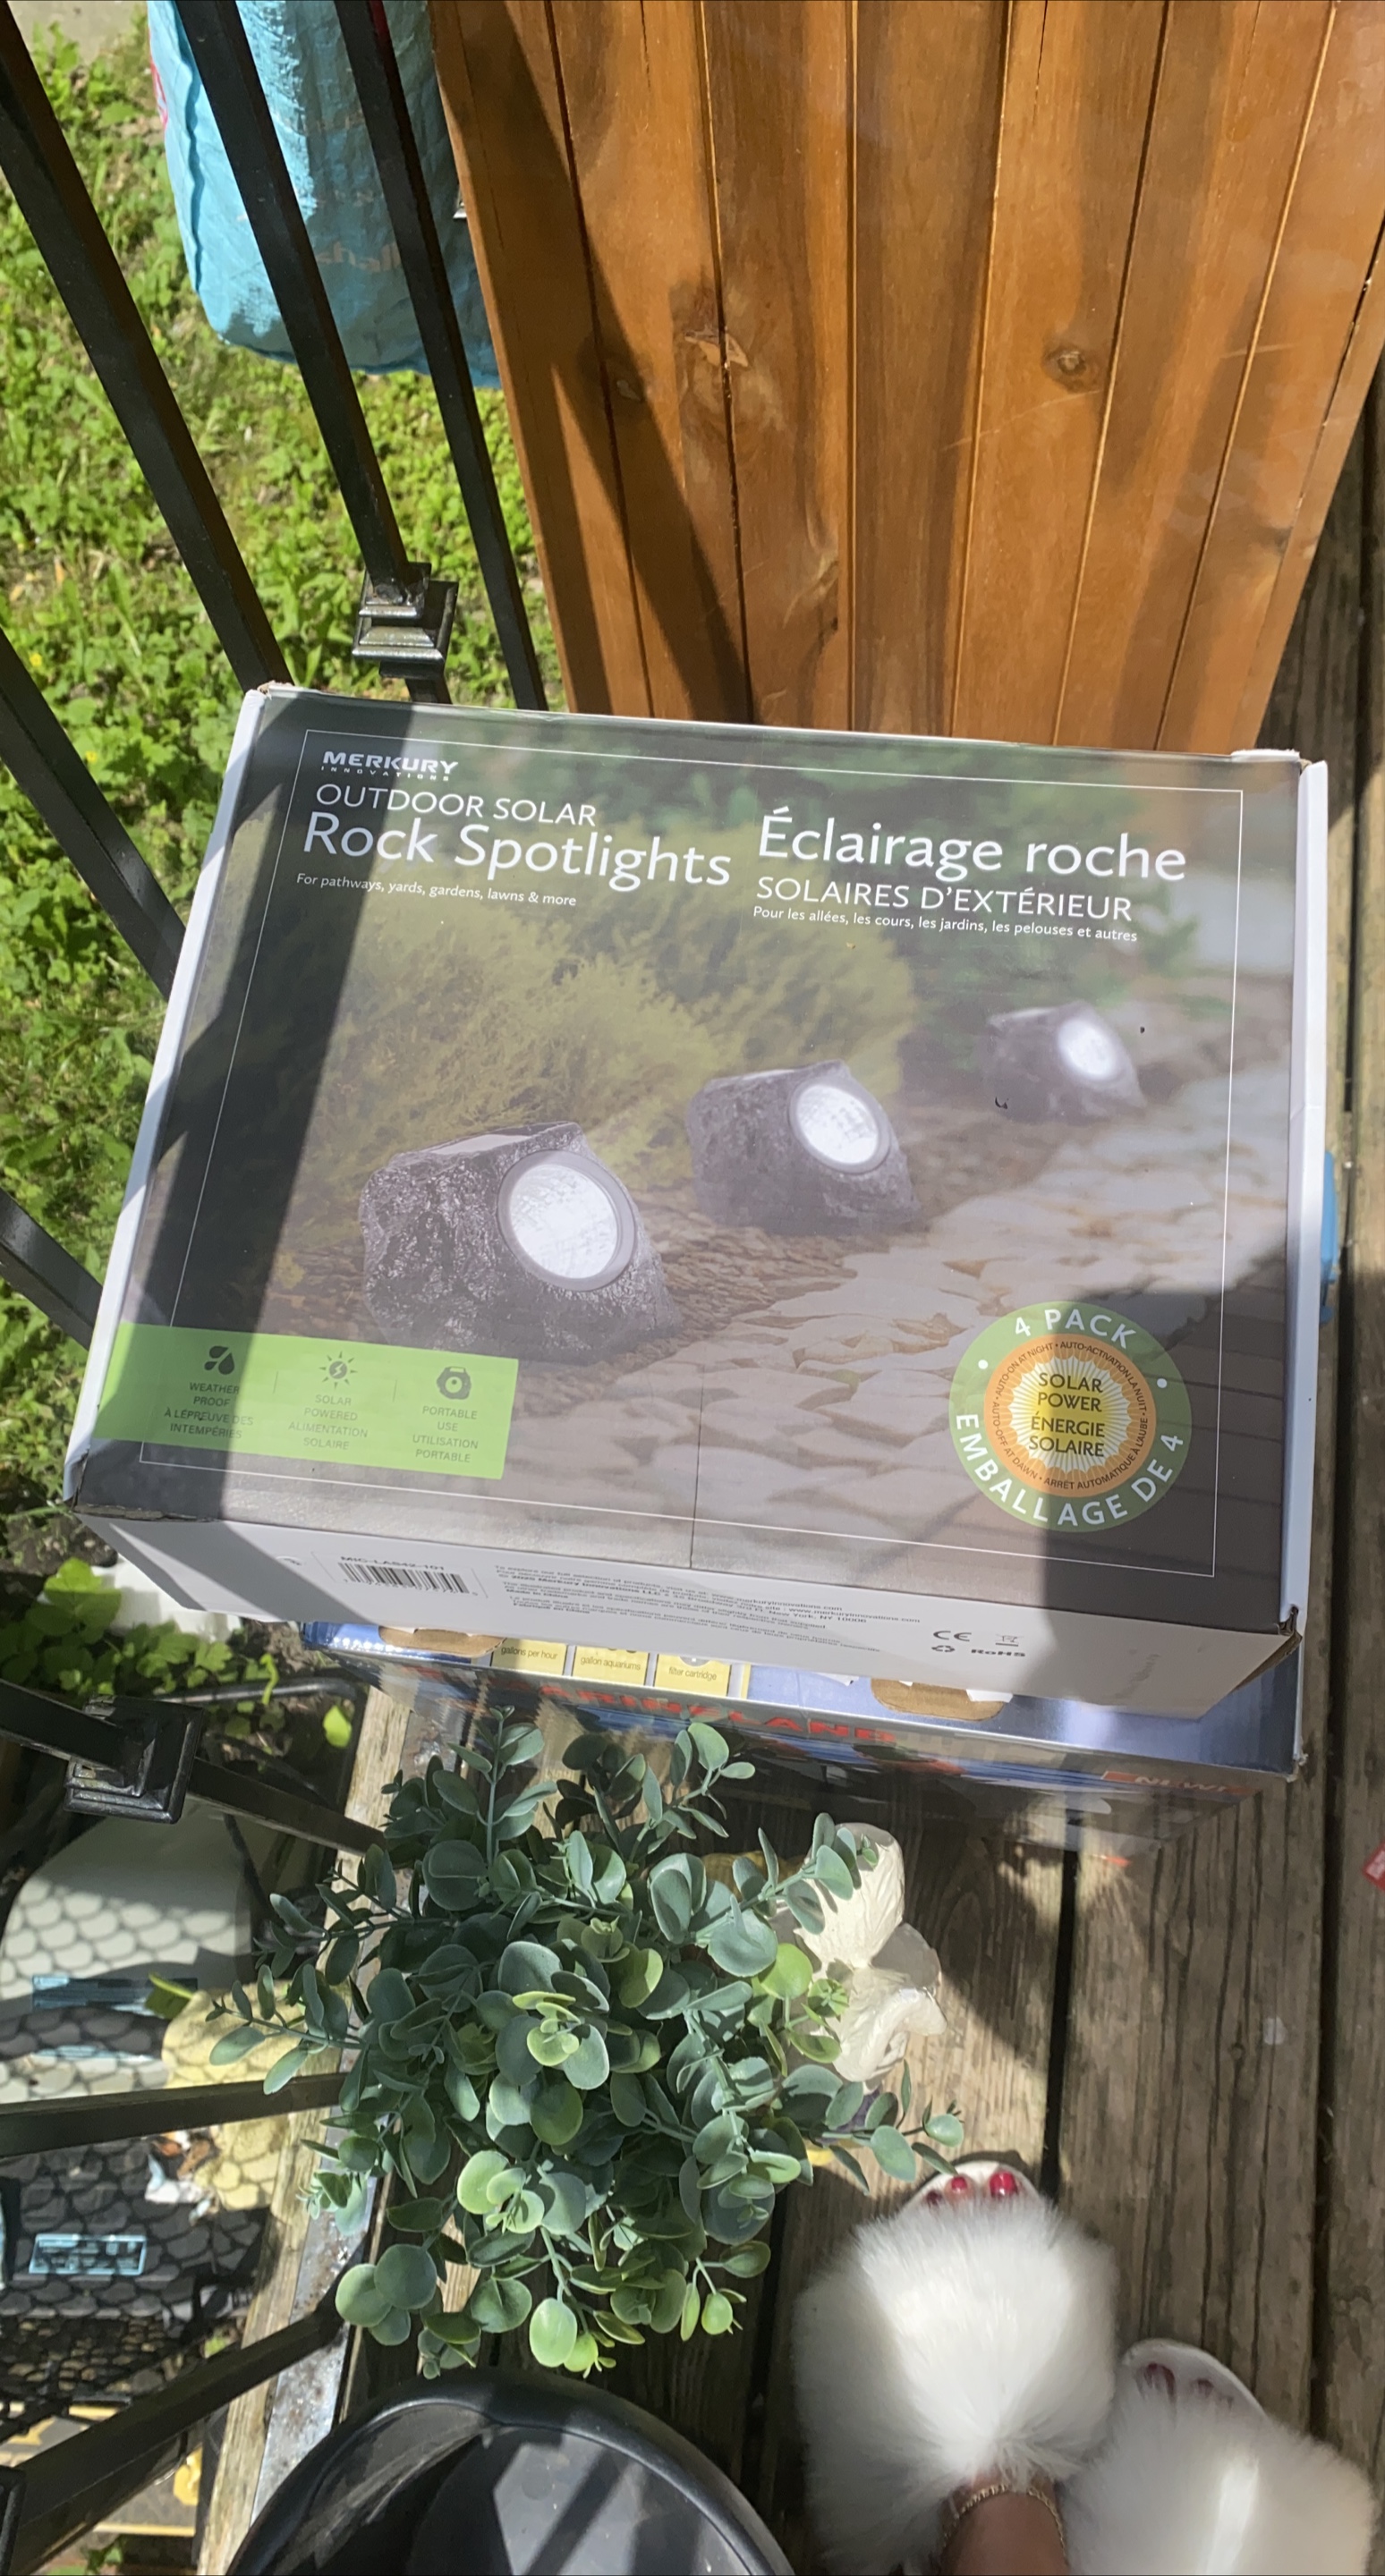 MERKURY
INNOVATIONS
OUTDOOR SOLAR
Rock Spotlights
For pathways, yards, gardens, lawns & more
Éclairage roche
SOLAIRES D'EXTÉRIEUR
Pour les allées, les cours, les jardins, les pelouses et autres
WEATHER
PROOF
À LÉPREUVE DES
INTEMPÉRIES
SOLAR
POWERED
ALIMENTATION
SOLAIRE
PORTABLE
USE
UTILISATION
PORTABLE
4 PACK
AUTO-ON AT NIGHT • AUTO-ACTIVATION LA NUIT •
SOLAR
POWER
ÉNERGIE
SOLAIRE
AUTO-OFF AT DAWN • ARRÊT AUTOMATIQUE À L'AUBE •
EMBALLAGE DE 4
CE
RoHS
gallons per hour
gallon aquariums
filter cartridge
NEW!